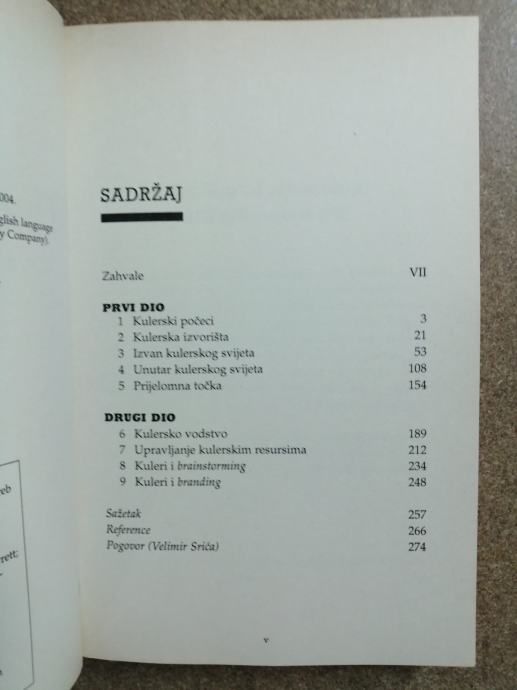 004.
glish language
y Company).
eb
rett:
SADRŽAJ
Zahvale VII
PRVI DIO
1 Kulerski počeci 3
2 Kulerska izvorišta 21
3 Izvan kulerskog svijeta 53
4 Unutar kulerskog svijeta 108
5 Prijelomna točka 154
DRUGI DIO
6 Kulersko vodstvo 189
7 Upravljanje kulerskim resursima 212
8 Kuleri i brainstorming 234
9 Kuleri i branding 248
Sažetak 257
Reference 266
Pogovor (Velimir Srića) 274
v